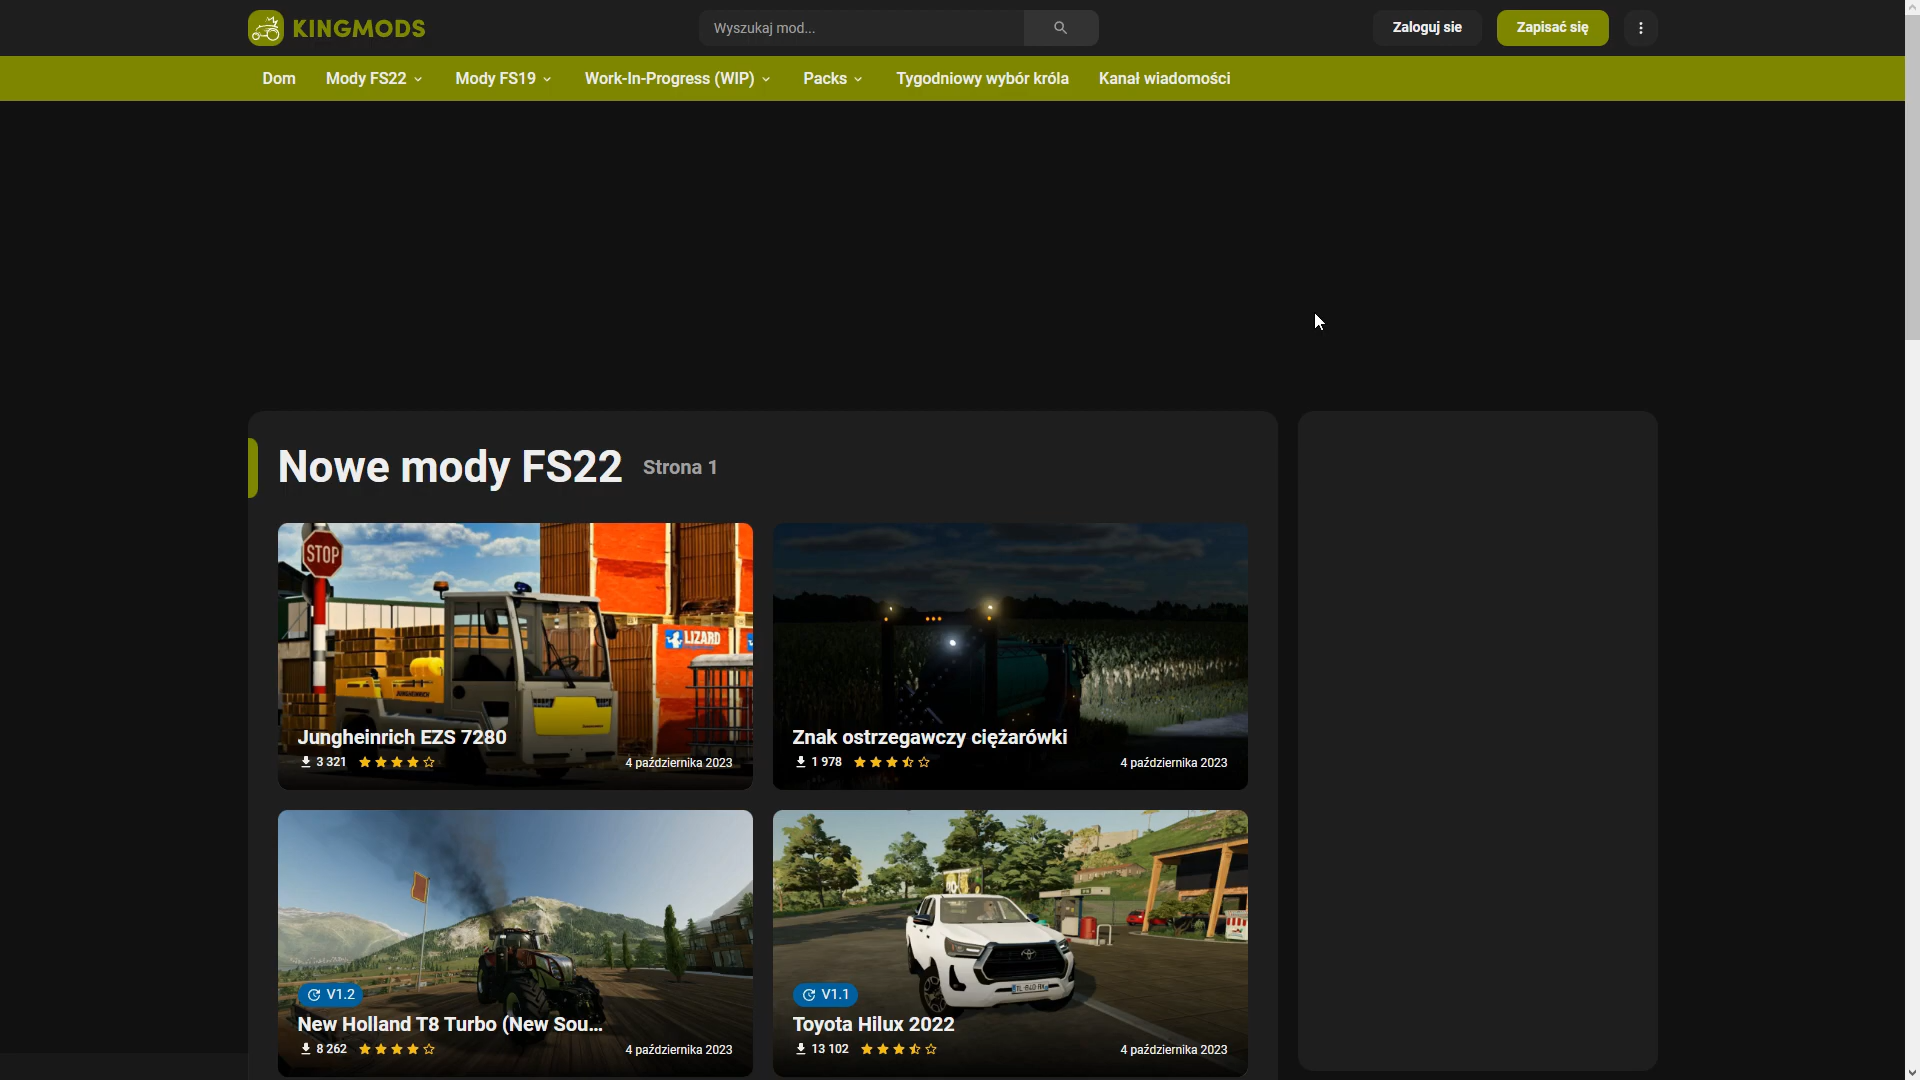 KINGMODS
Wyszukaj mod...
Zaloguj sie
Zapisać się
Dom
Mody FS22
Mody FS19
Work-In-Progress (WIP)
Packs
Tygodniowy wybór króla
Kanał wiadomości
Nowe mody FS22
Strona 1
STOP
LIZARD
JUNGHEINRICH
Jungheinrich EZS 7280
3 321
4 października 2023
Znak ostrzegawczy ciężarówki
1 978
4 października 2023
V1.2
New Holland T8 Turbo (New Sou...
8 262
4 października 2023
V1.1
Toyota Hilux 2022
13 102
4 października 2023